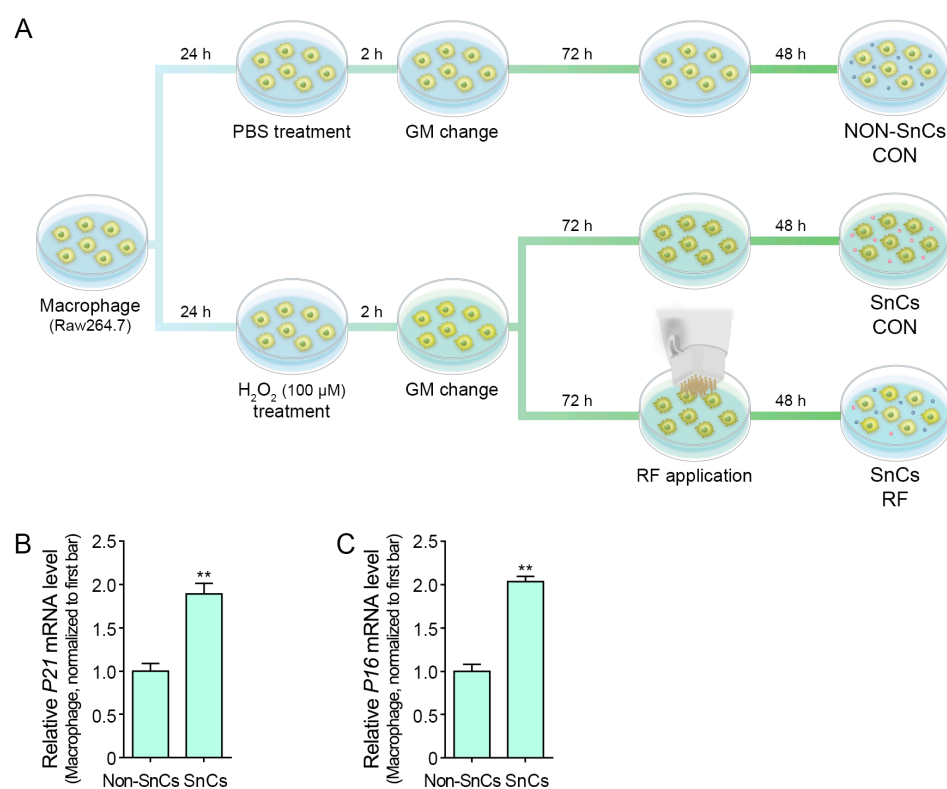 A
24 h
2 h
72 h
48 h
PBS treatment
GM change
NON-SnCs
CON
Macrophage
(Raw264.7)
72 h
48 h
SnCs
CON
24 h
2 h
H₂O₂ (100 μM)
treatment
GM change
72 h
48 h
RF application
SnCs
RF
B
Relative P21 mRNA level
(Macrophage, normalized to first bar)
2.5
2.0
1.5
1.0
0.5
0
**
Non-SnCs SnCs
C
Relative P16 mRNA level
(Macrophage, normalized to first bar)
2.5
2.0
1.5
1.0
0.5
0
**
Non-SnCs SnCs